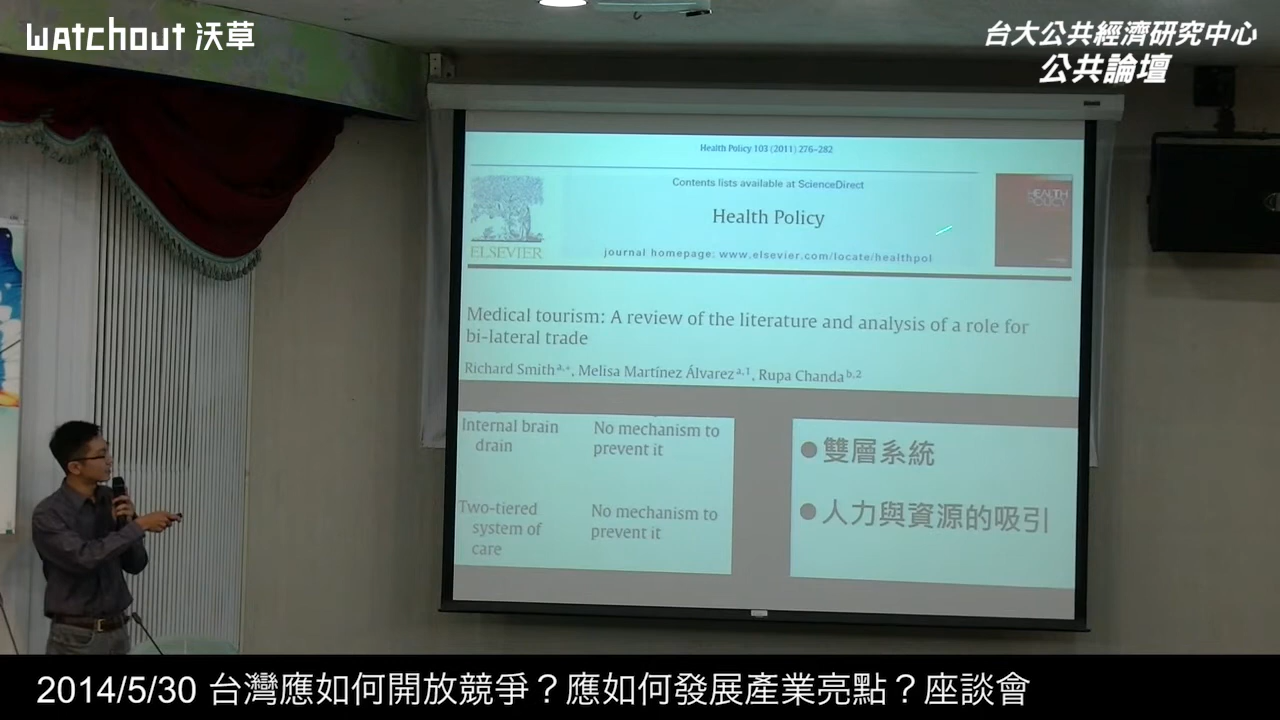 watchout 沃草
台大公共經濟研究中心
公共論壇
Health Policy 103 (2011) 276–282
Contents lists available at ScienceDirect
Health Policy
journal homepage: www.elsevier.com/locate/healthpol
ELSEVIER
HEALTH
POLICY
Medical tourism: A review of the literature and analysis of a role for
bi-lateral trade
Richard Smith a,*, Melisa Martínez Álvarez a,1, Rupa Chanda b,2
Internal brain
drain
No mechanism to
prevent it
Two-tiered
system of
care
No mechanism to
prevent it
●雙層系統
●人力與資源的吸引
2014/5/30 台灣應如何開放競爭？應如何發展產業亮點？座談會